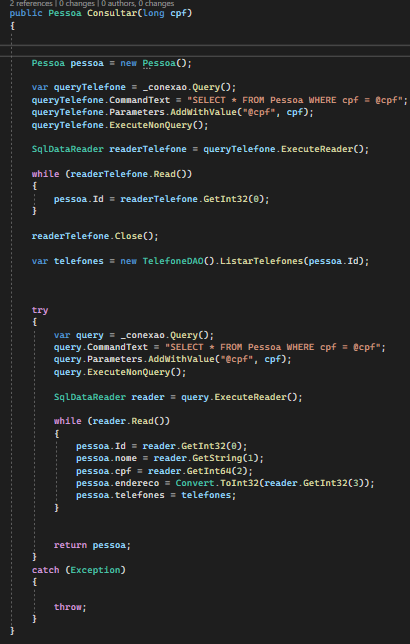 2 references | 0 changes | 0 authors, 0 changes
public Pessoa Consultar(long cpf)
{
Pessoa pessoa = new Pessoa();
var queryTelefone = _conexao.Query();
queryTelefone.CommandText = "SELECT * FROM Pessoa WHERE cpf = @cpf";
queryTelefone.Parameters.AddWithValue("@cpf", cpf);
queryTelefone.ExecuteNonQuery();
SqlDataReader readerTelefone = queryTelefone.ExecuteReader();
while (readerTelefone.Read())
{
pessoa.Id = readerTelefone.GetInt32(0);
}
readerTelefone.Close();
var telefones = new TelefoneDAO().ListarTelefones(pessoa.Id);
try
{
var query = _conexao.Query();
query.CommandText = "SELECT * FROM Pessoa WHERE cpf = @cpf";
query.Parameters.AddWithValue("@cpf", cpf);
query.ExecuteNonQuery();
SqlDataReader reader = query.ExecuteReader();
while (reader.Read())
{
pessoa.Id = reader.GetInt32(0);
pessoa.nome = reader.GetString(1);
pessoa.cpf = reader.GetInt64(2);
pessoa.endereco = Convert.ToInt32(reader.GetInt32(3));
pessoa.telefones = telefones;
}
return pessoa;
}
catch (Exception)
{
throw;
}
}